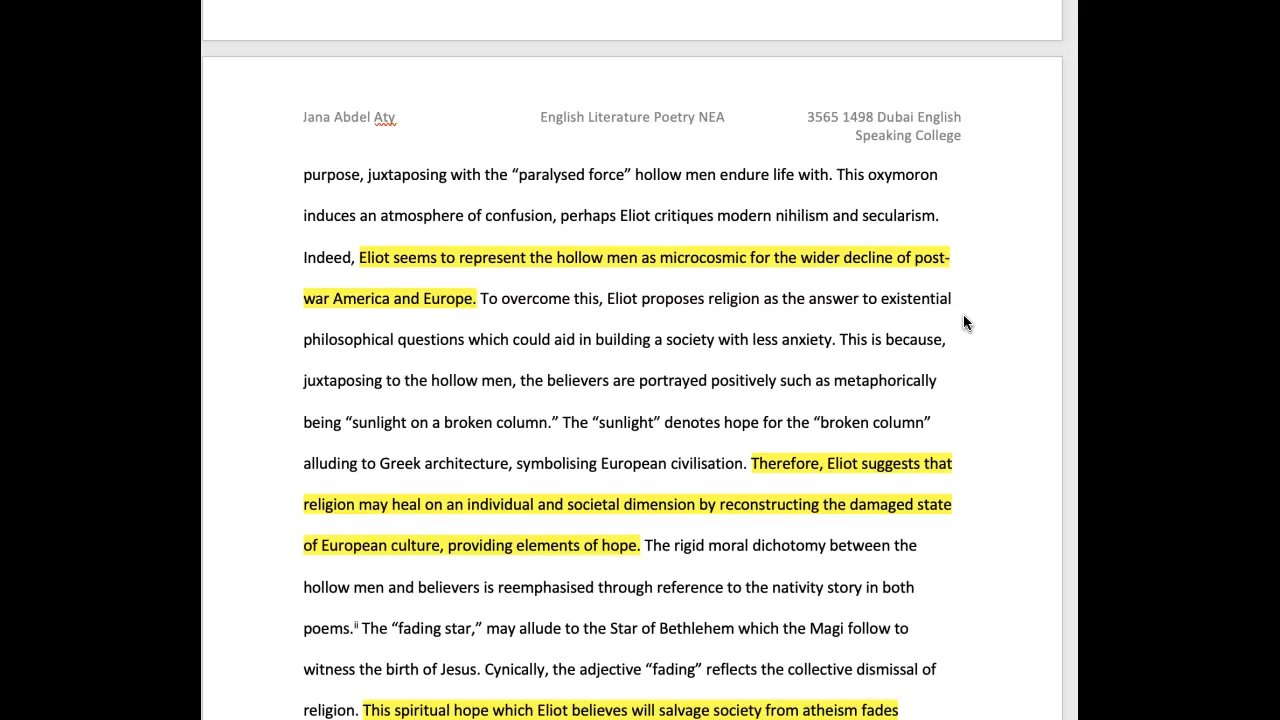 Jana Abdel Aty
English Literature Poetry NEA
3565 1498 Dubai English
Speaking College
purpose, juxtaposing with the “paralysed force” hollow men endure life with. This oxymoron
induces an atmosphere of confusion, perhaps Eliot critiques modern nihilism and secularism.
Indeed, Eliot seems to represent the hollow men as microcosmic for the wider decline of post-
war America and Europe. To overcome this, Eliot proposes religion as the answer to existential
philosophical questions which could aid in building a society with less anxiety. This is because,
juxtaposing to the hollow men, the believers are portrayed positively such as metaphorically
being “sunlight on a broken column.” The “sunlight” denotes hope for the “broken column”
alluding to Greek architecture, symbolising European civilisation. Therefore, Eliot suggests that
religion may heal on an individual and societal dimension by reconstructing the damaged state
of European culture, providing elements of hope. The rigid moral dichotomy between the
hollow men and believers is reemphasised through reference to the nativity story in both
poems.ii The “fading star,” may allude to the Star of Bethlehem which the Magi follow to
witness the birth of Jesus. Cynically, the adjective “fading” reflects the collective dismissal of
religion. This spiritual hope which Eliot believes will salvage society from atheism fades